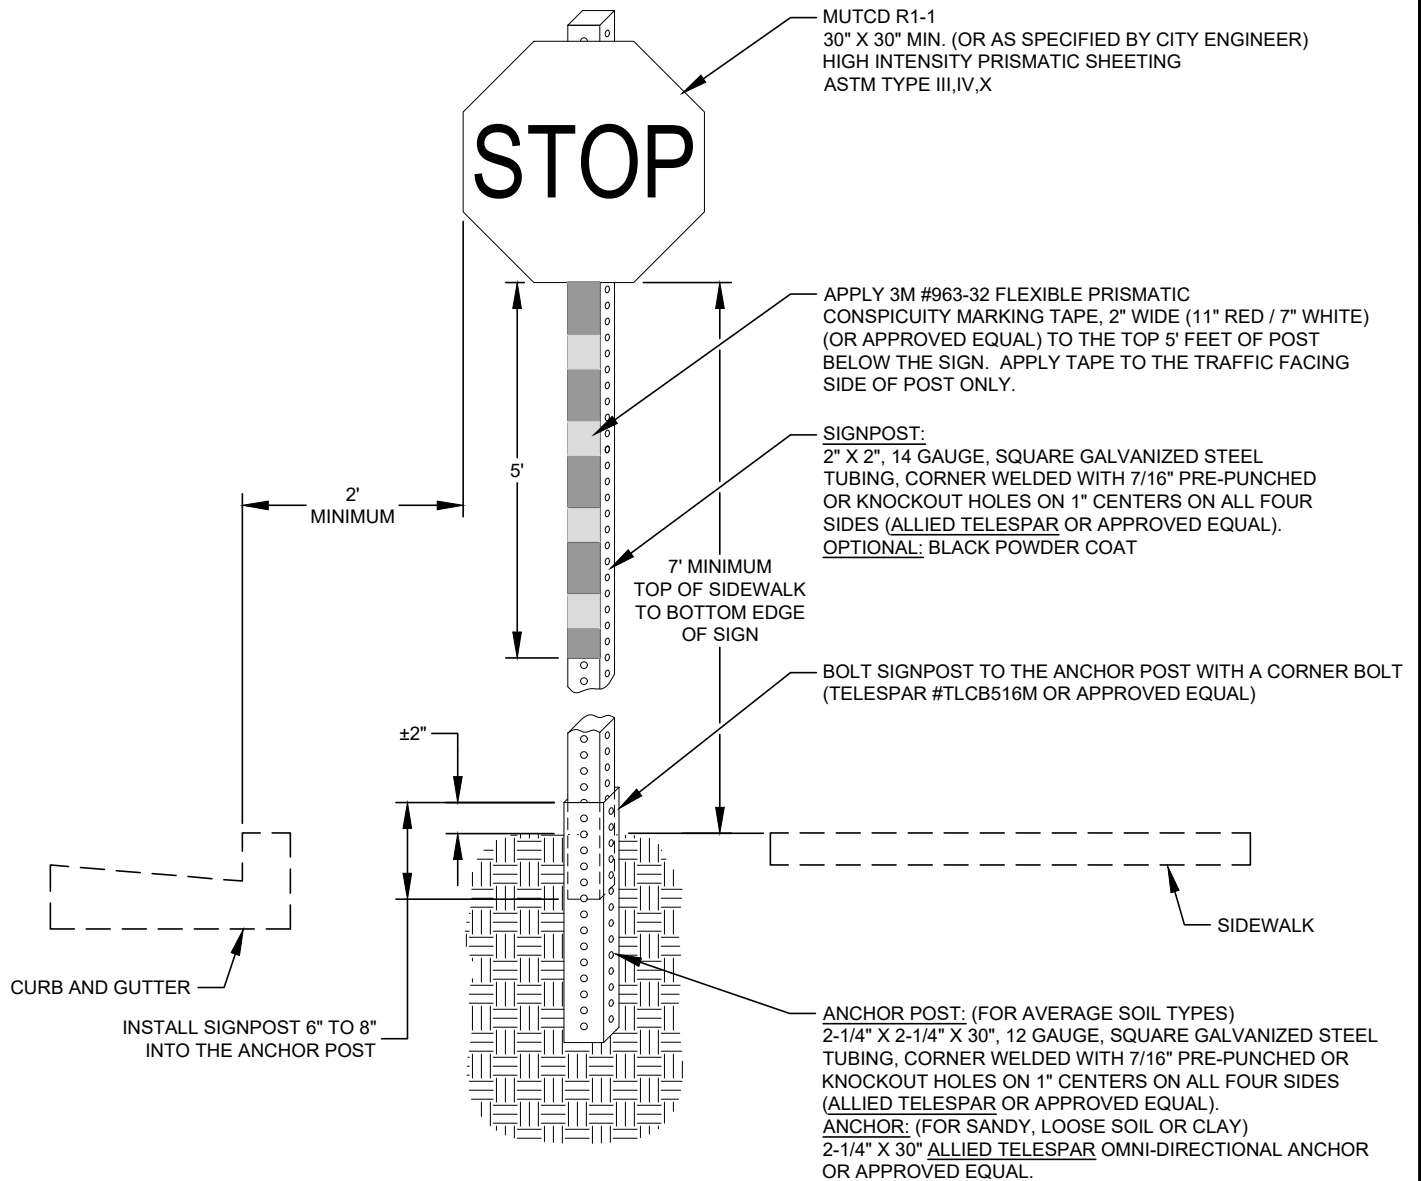 MUTCD R1-1
30" X 30" MIN. (OR AS SPECIFIED BY CITY ENGINEER)
HIGH INTENSITY PRISMATIC SHEETING
ASTM TYPE III,IV,X
STOP
APPLY 3M #963-32 FLEXIBLE PRISMATIC
CONSPICUITY MARKING TAPE, 2" WIDE (11" RED / 7" WHITE)
(OR APPROVED EQUAL) TO THE TOP 5' FEET OF POST
BELOW THE SIGN. APPLY TAPE TO THE TRAFFIC FACING
SIDE OF POST ONLY.
SIGNPOST:
2" X 2", 14 GAUGE, SQUARE GALVANIZED STEEL
TUBING, CORNER WELDED WITH 7/16" PRE-PUNCHED
OR KNOCKOUT HOLES ON 1" CENTERS ON ALL FOUR
SIDES (ALLIED TELESPAR OR APPROVED EQUAL).
OPTIONAL: BLACK POWDER COAT
5'
2'
MINIMUM
7' MINIMUM
TOP OF SIDEWALK
TO BOTTOM EDGE
OF SIGN
BOLT SIGNPOST TO THE ANCHOR POST WITH A CORNER BOLT
(TELESPAR #TLCB516M OR APPROVED EQUAL)
±2"
SIDEWALK
CURB AND GUTTER
INSTALL SIGNPOST 6" TO 8"
INTO THE ANCHOR POST
ANCHOR POST: (FOR AVERAGE SOIL TYPES)
2-1/4" X 2-1/4" X 30", 12 GAUGE, SQUARE GALVANIZED STEEL
TUBING, CORNER WELDED WITH 7/16" PRE-PUNCHED OR
KNOCKOUT HOLES ON 1" CENTERS ON ALL FOUR SIDES
(ALLIED TELESPAR OR APPROVED EQUAL).
ANCHOR: (FOR SANDY, LOOSE SOIL OR CLAY)
2-1/4" X 30" ALLIED TELESPAR OMNI-DIRECTIONAL ANCHOR
OR APPROVED EQUAL.